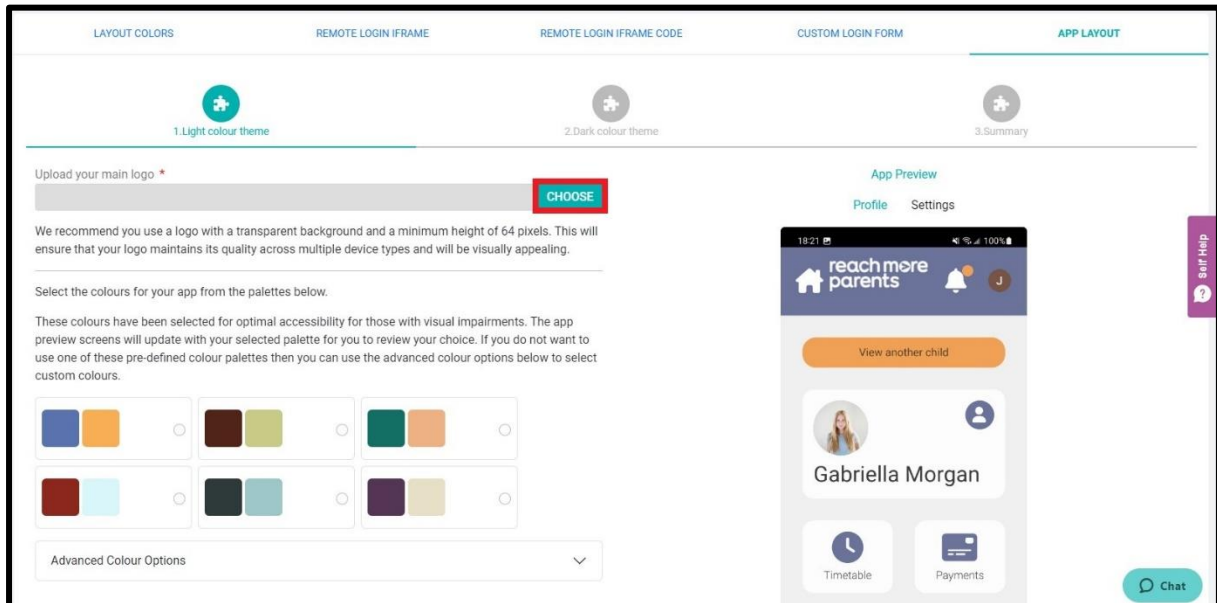 LAYOUT COLORS
REMOTE LOGIN IFRAME
REMOTE LOGIN IFRAME CODE
CUSTOM LOGIN FORM
APP LAYOUT
1.Light colour theme
2.Dark colour theme
3.Summary
Upload your main logo *
CHOOSE
We recommend you use a logo with a transparent background and a minimum height of 64 pixels. This will
ensure that your logo maintains its quality across multiple device types and will be visually appealing.
Select the colours for your app from the palettes below.
These colours have been selected for optimal accessibility for those with visual impairments. The app
preview screens will update with your selected palette for you to review your choice. If you do not want to
use one of these pre-defined colour palettes then you can use the advanced colour options below to select
custom colours.
Advanced Colour Options
App Preview
Profile Settings
18:21 100%
reach more
parents
J
View another child
Gabriella Morgan
Timetable
Payments
Self Help
?
Chat